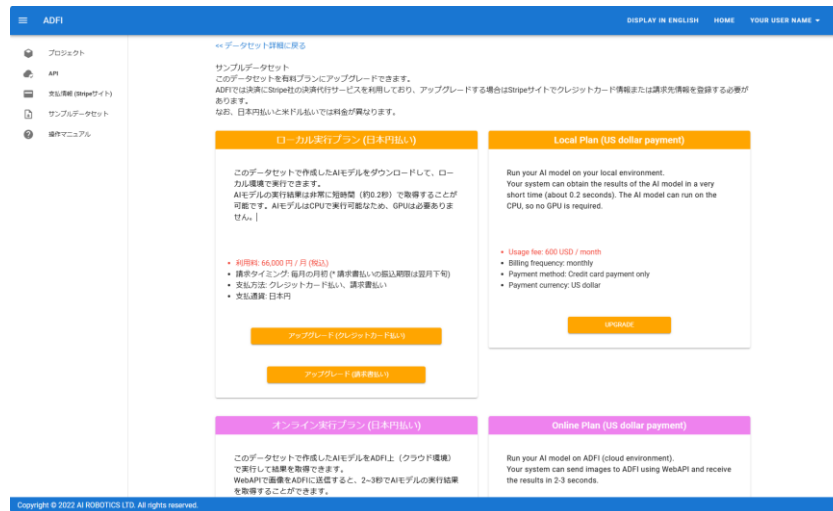 ADFI
DISPLAY IN ENGLISH
HOME
YOUR USER NAME
プロジェクト
API
支払情報 (Stripeサイト)
サンプルデータセット
操作マニュアル
<< データセット詳細に戻る
サンプルデータセット
このデータセットを有料プランにアップグレードできます。
ADFIでは決済にStripe社の決済代行サービスを利用しており、アップグレードする場合はStripeサイトでクレジットカード情報または請求先情報を登録する必要が
あります。
なお、日本円払いと米ドル払いでは料金が異なります。
ローカル実行プラン (日本円払い)
このデータセットで作成したAIモデルをダウンロードして、ロー
カル環境で実行できます。
AIモデルの実行結果は非常に短時間（約0.2秒）で取得することが
可能です。AIモデルはCPUで実行可能なため、GPUは必要ありま
せん。
• 利用料: 66,000 円 / 月 (税込)
• 請求タイミング: 毎月の月初 (* 請求書払いの振込期限は翌月下旬)
• 支払方法: クレジットカード払い、請求書払い
• 支払通貨: 日本円
アップグレード (クレジットカード払い)
アップグレード (請求書払い)
Local Plan (US dollar payment)
Run your AI model on your local environment.
Your system can obtain the results of the AI model in a very
short time (about 0.2 seconds). The AI model can run on the
CPU, so no GPU is required.
• Usage fee: 600 USD / month
• Billing frequency: monthly
• Payment method: Credit card payment only
• Payment currency: US dollar
UPGRADE
オンライン実行プラン (日本円払い)
このデータセットで作成したAIモデルをADFI上（クラウド環境）
で実行して結果を取得できます。
WebAPIで画像をADFIに送信すると、2~3秒でAIモデルの実行結果
を取得することができます。
Online Plan (US dollar payment)
Run your AI model on ADFI (cloud environment).
Your system can send images to ADFI using WebAPI and receive
the results in 2-3 seconds.
Copyright © 2022 AI ROBOTICS LTD. All rights reserved.